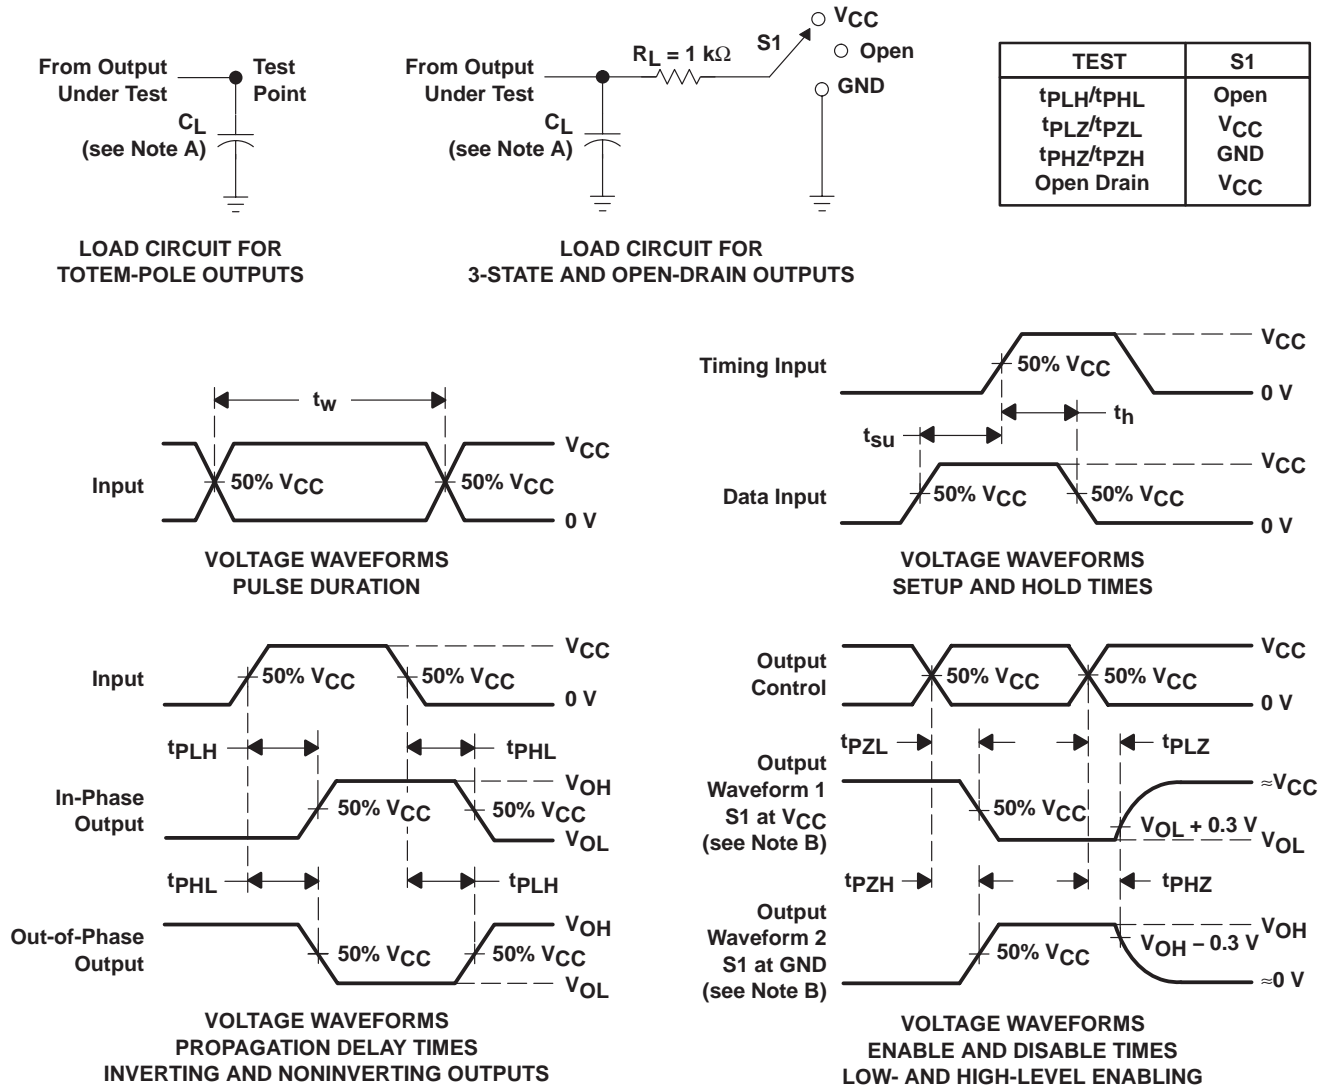 From Output
Under Test
Test
Point
CL
(see Note A)
LOAD CIRCUIT FOR
TOTEM-POLE OUTPUTS
From Output
Under Test
RL = 1 kΩ
S1
VCC
Open
GND
CL
(see Note A)
LOAD CIRCUIT FOR
3-STATE AND OPEN-DRAIN OUTPUTS
TEST S1
tPLH/tPHL Open
tPLZ/tPZL VCC
tPHZ/tPZH GND
Open Drain VCC
tw
Input
50% VCC
50% VCC
VCC
0 V
VOLTAGE WAVEFORMS
PULSE DURATION
Timing Input
50% VCC
VCC
0 V
tsu
th
Data Input
50% VCC
50% VCC
VCC
0 V
VOLTAGE WAVEFORMS
SETUP AND HOLD TIMES
Input
50% VCC
50% VCC
VCC
0 V
tPLH
tPHL
In-Phase
Output
50% VCC
50% VCC
VOH
VOL
tPHL
tPLH
Out-of-Phase
Output
50% VCC
50% VCC
VOH
VOL
VOLTAGE WAVEFORMS
PROPAGATION DELAY TIMES
INVERTING AND NONINVERTING OUTPUTS
Output
Control
50% VCC
50% VCC
VCC
0 V
tPZL
tPLZ
Output
Waveform 1
S1 at VCC
(see Note B)
50% VCC
VOL + 0.3 V
≈VCC
VOL
tPZH
tPHZ
Output
Waveform 2
S1 at GND
(see Note B)
50% VCC
VOH − 0.3 V
VOH
≈0 V
VOLTAGE WAVEFORMS
ENABLE AND DISABLE TIMES
LOW- AND HIGH-LEVEL ENABLING